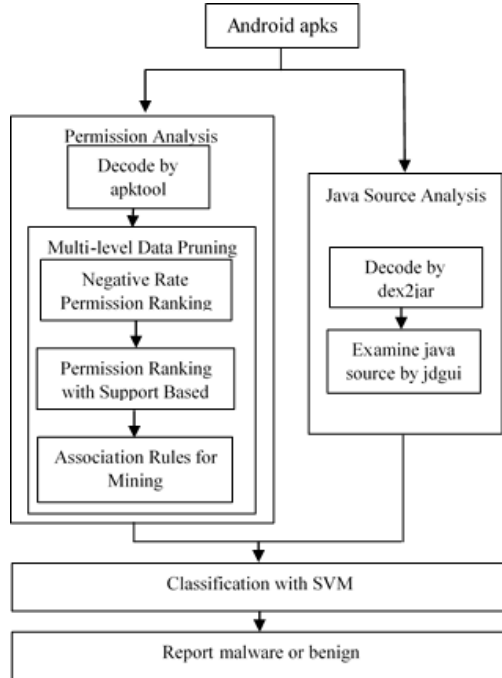 Android apks
Permission Analysis
Decode by
apktool
Multi-level Data Pruning
Negative Rate
Permission Ranking
Permission Ranking
with Support Based
Association Rules for
Mining
Java Source Analysis
Decode by
dex2jar
Examine java
source by jdgui
Classification with SVM
Report malware or benign